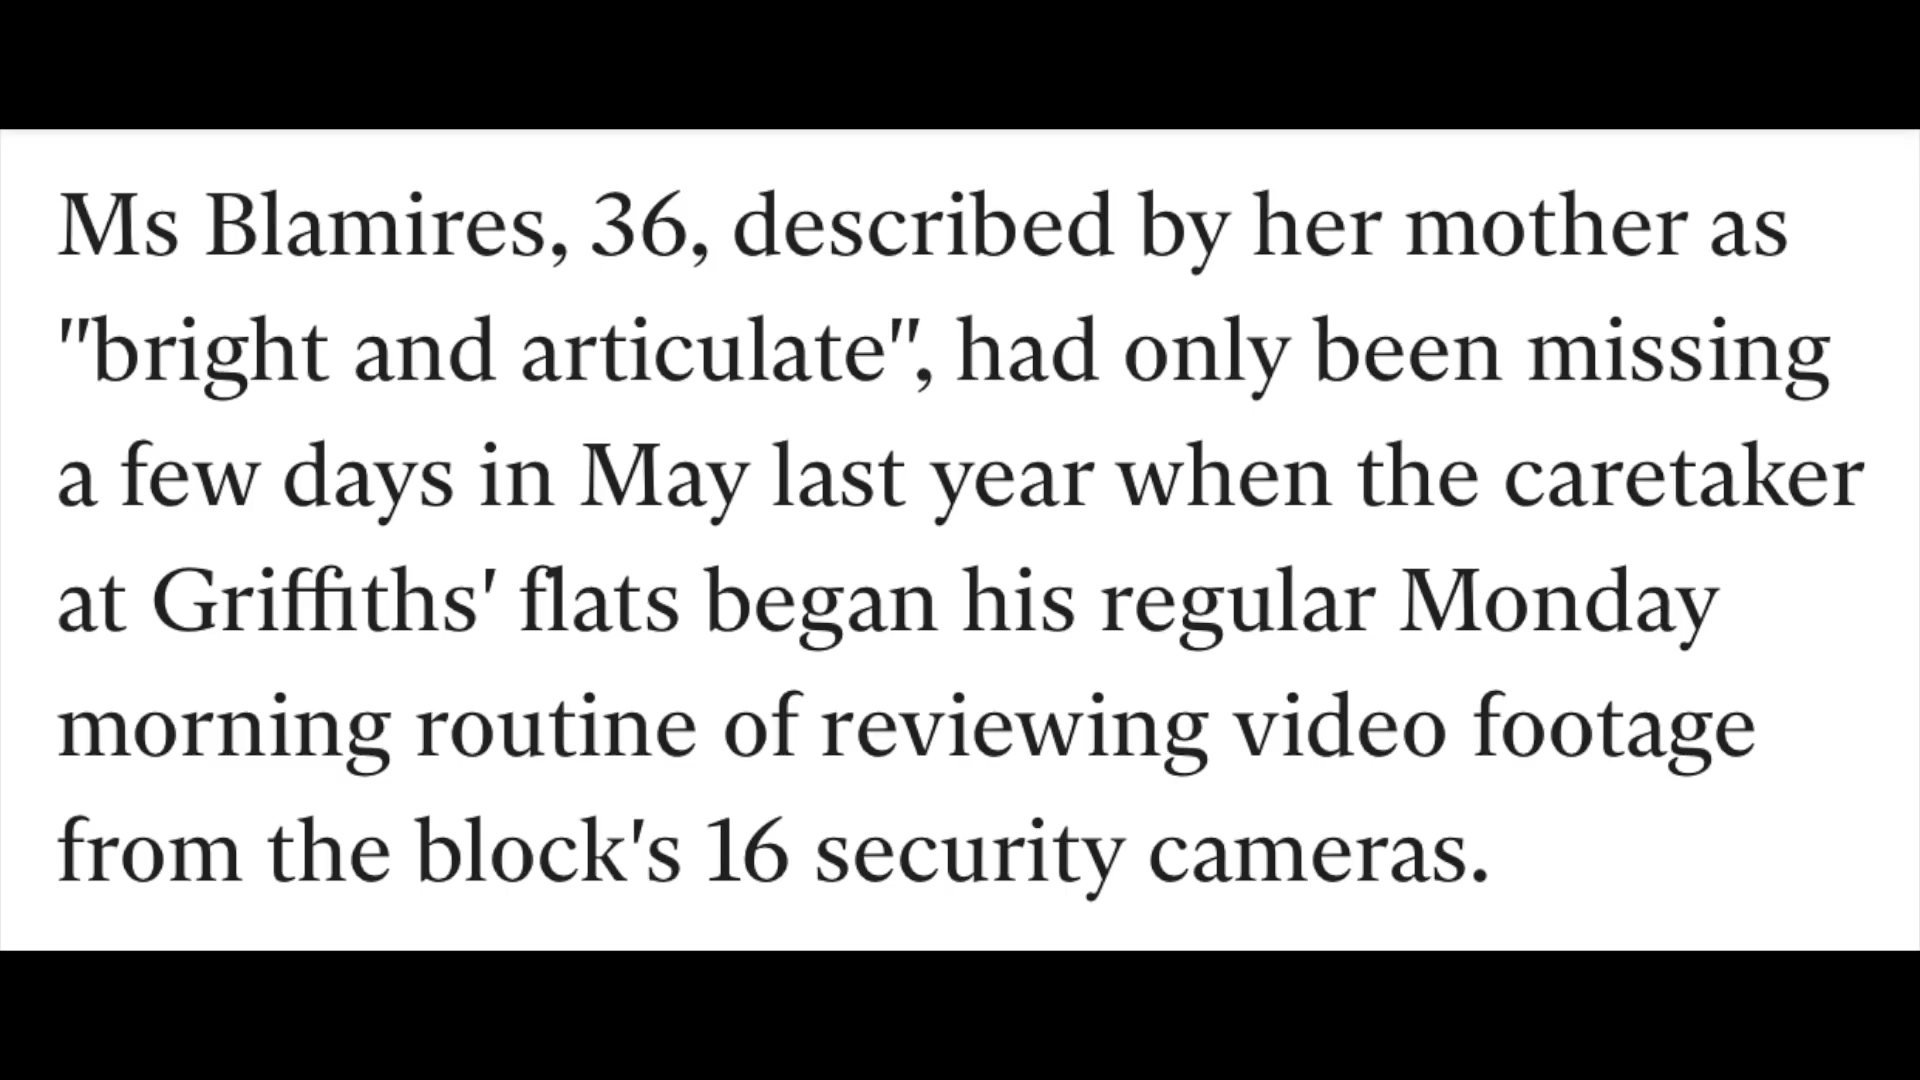 Ms Blamires, 36, described by her mother as
"bright and articulate", had only been missing
a few days in May last year when the caretaker
at Griffiths' flats began his regular Monday
morning routine of reviewing video footage
from the block's 16 security cameras.